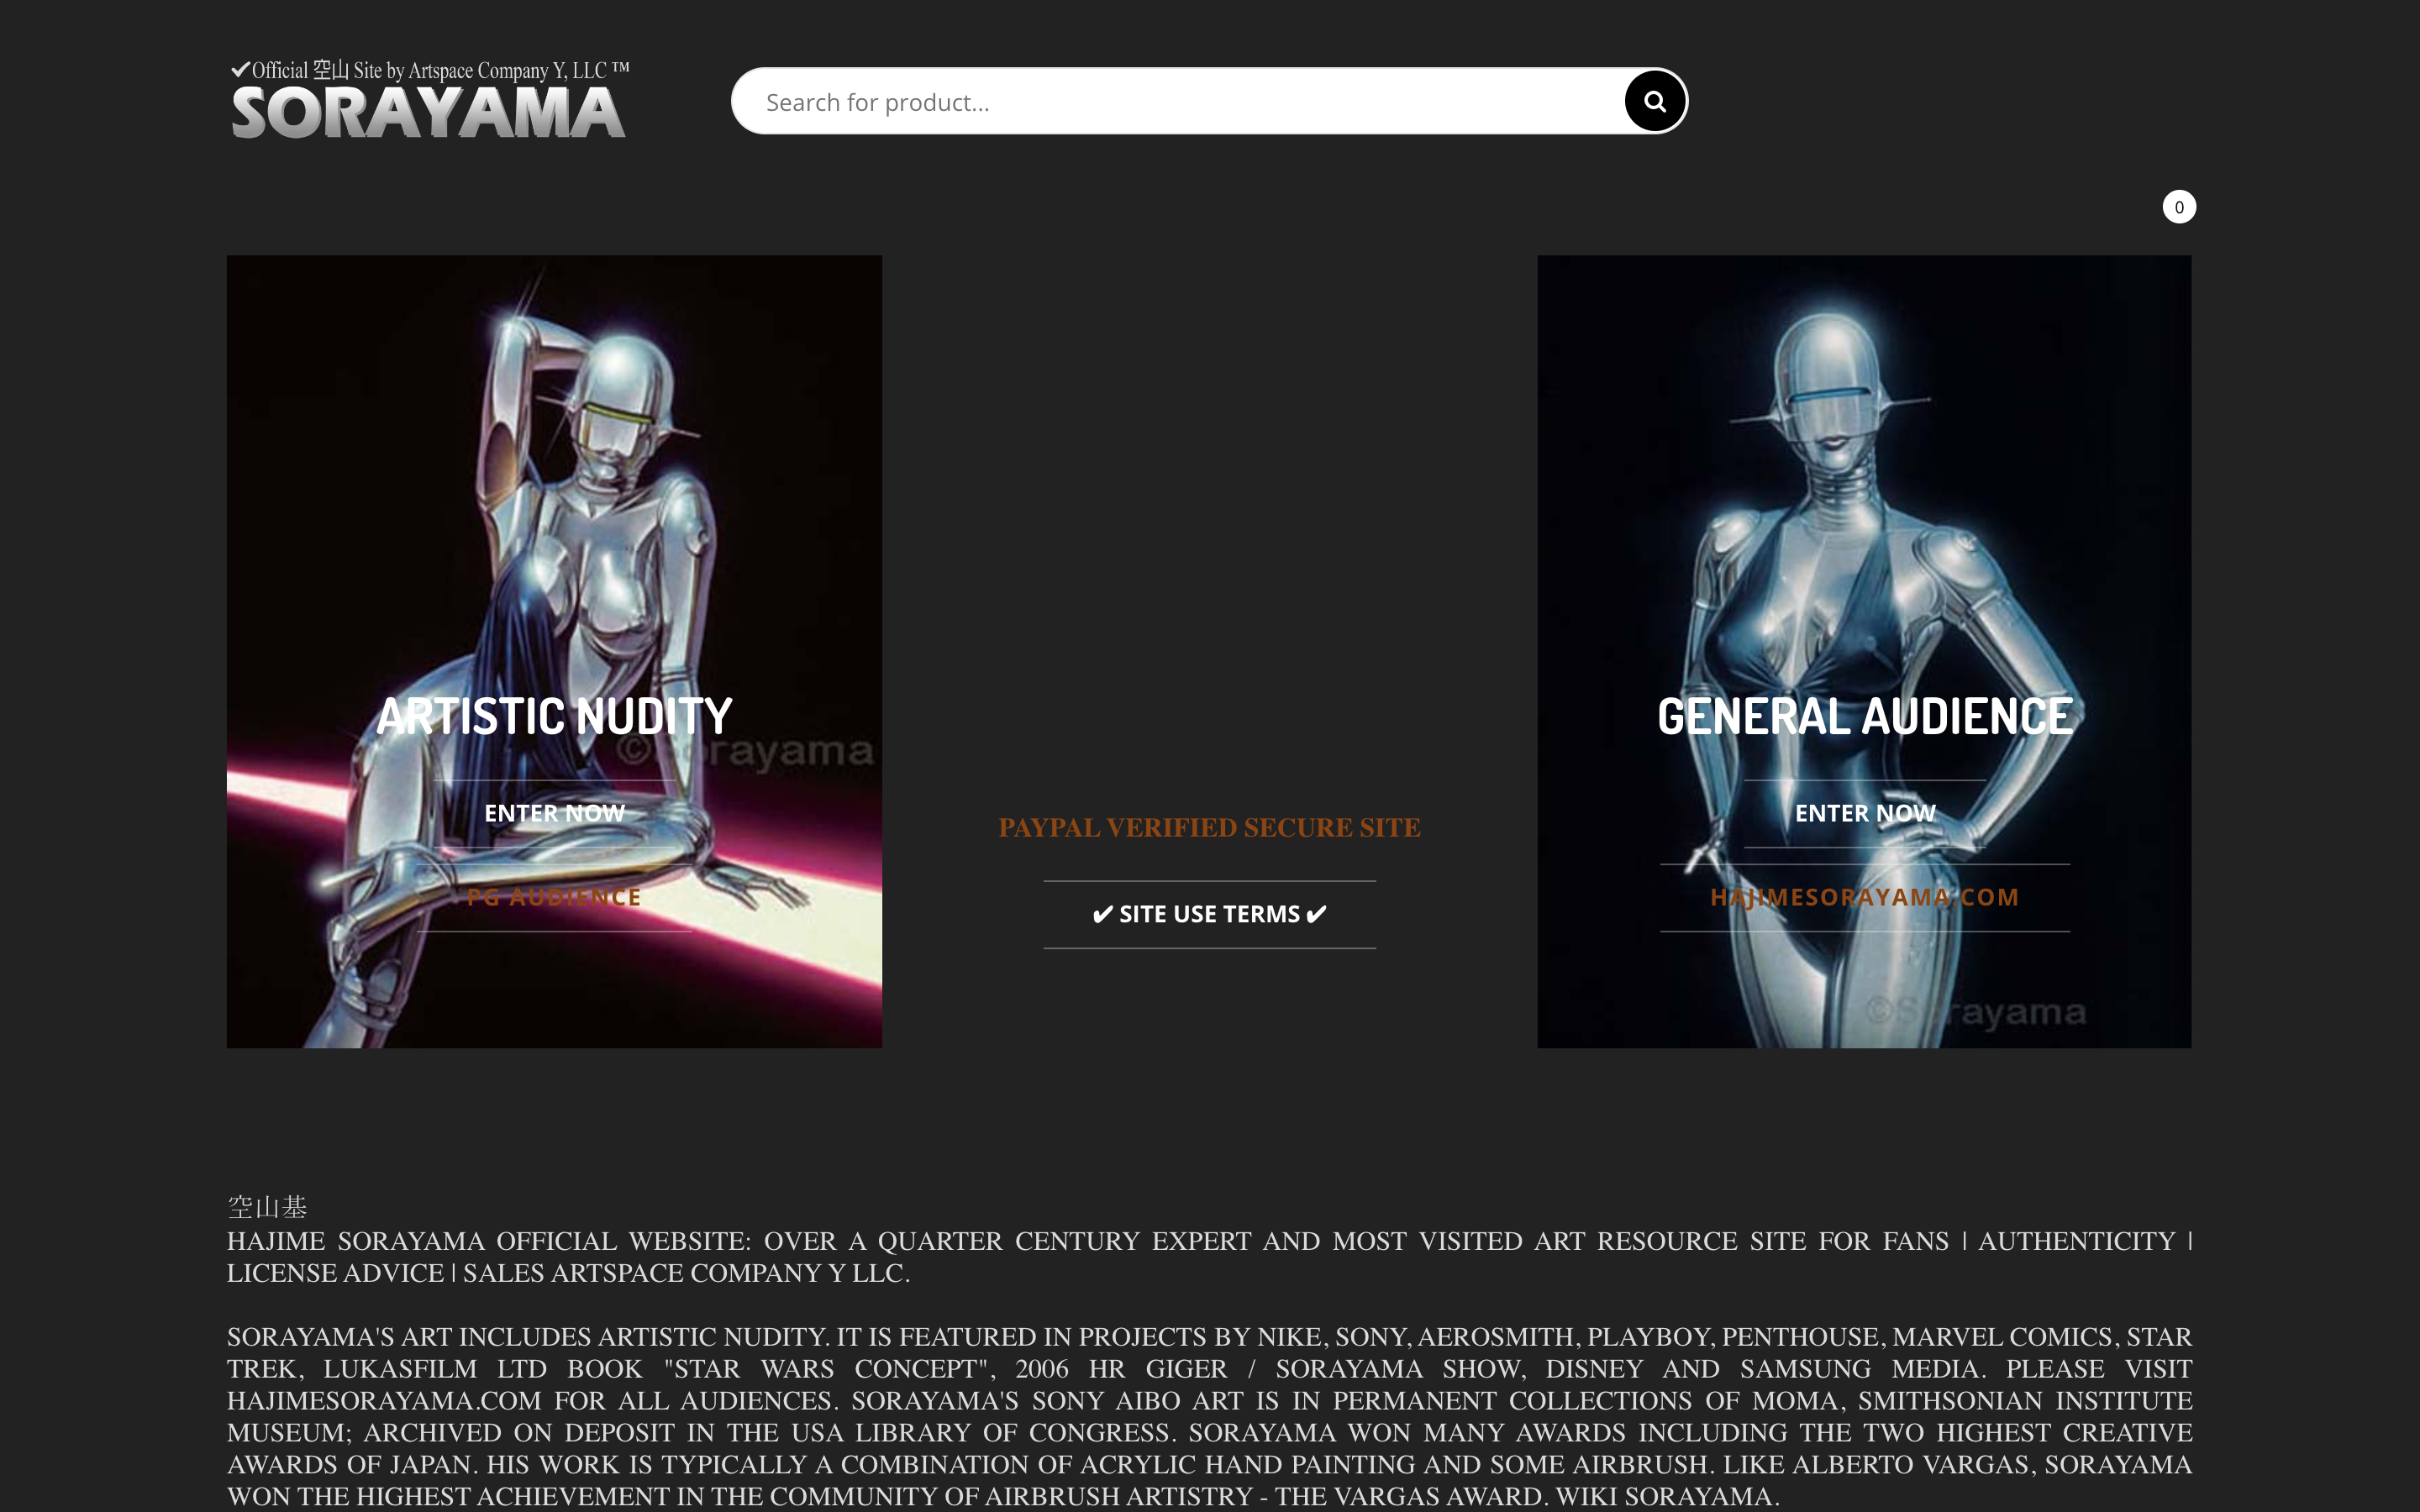 ✔Official 空山 Site by Artspace Company Y, LLC ™
SORAYAMA
Search for product...
0
ARTISTIC NUDITY
©Sorayama
ENTER NOW
PG AUDIENCE
PAYPAL VERIFIED SECURE SITE
✔ SITE USE TERMS ✔
GENERAL AUDIENCE
ENTER NOW
HAJIMESORAYAMA.COM
©Sorayama
空山基
HAJIME SORAYAMA OFFICIAL WEBSITE: OVER A QUARTER CENTURY EXPERT AND MOST VISITED ART RESOURCE SITE FOR FANS | AUTHENTICITY |
LICENSE ADVICE | SALES ARTSPACE COMPANY Y LLC.
SORAYAMA'S ART INCLUDES ARTISTIC NUDITY. IT IS FEATURED IN PROJECTS BY NIKE, SONY, AEROSMITH, PLAYBOY, PENTHOUSE, MARVEL COMICS, STAR
TREK, LUKASFILM LTD BOOK "STAR WARS CONCEPT", 2006 HR GIGER / SORAYAMA SHOW, DISNEY AND SAMSUNG MEDIA. PLEASE VISIT
HAJIMESORAYAMA.COM FOR ALL AUDIENCES. SORAYAMA'S SONY AIBO ART IS IN PERMANENT COLLECTIONS OF MOMA, SMITHSONIAN INSTITUTE
MUSEUM; ARCHIVED ON DEPOSIT IN THE USA LIBRARY OF CONGRESS. SORAYAMA WON MANY AWARDS INCLUDING THE TWO HIGHEST CREATIVE
AWARDS OF JAPAN. HIS WORK IS TYPICALLY A COMBINATION OF ACRYLIC HAND PAINTING AND SOME AIRBRUSH. LIKE ALBERTO VARGAS, SORAYAMA
WON THE HIGHEST ACHIEVEMENT IN THE COMMUNITY OF AIRBRUSH ARTISTRY - THE VARGAS AWARD. WIKI SORAYAMA.